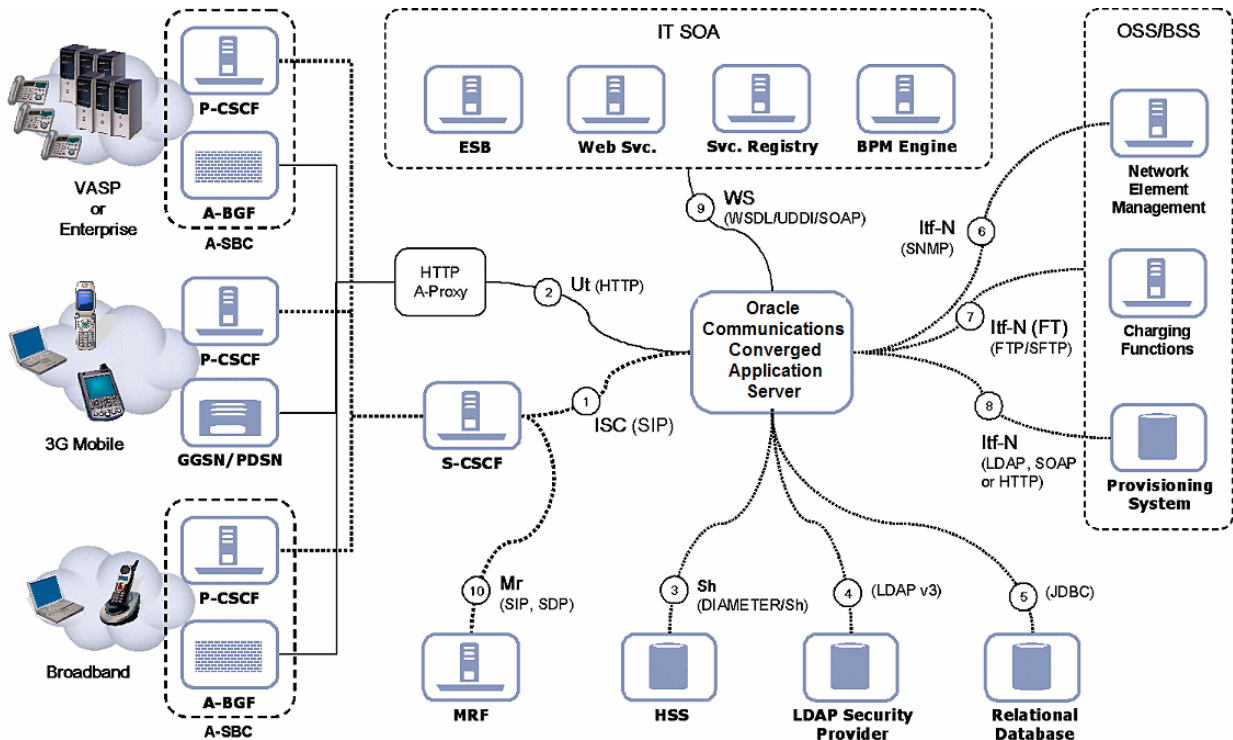 IT SOA
ESB
Web Svc.
Svc. Registry
BPM Engine
OSS/BSS
Network
Element
Management
Charging
Functions
Provisioning
System
P-CSCF
A-BGF
A-SBC
VASP
or
Enterprise
P-CSCF
GGSN/PDSN
3G Mobile
P-CSCF
A-BGF
A-SBC
Broadband
HTTP
A-Proxy
2
Ut (HTTP)
9
WS
(WSDL/UDDI/SOAP)
Oracle
Communications
Converged
Application
Server
6
Itf-N
(SNMP)
7
Itf-N (FT)
(FTP/SFTP)
8
Itf-N
(LDAP, SOAP
or HTTP)
1
ISC (SIP)
S-CSCF
10
Mr
(SIP, SDP)
MRF
3
Sh
(DIAMETER/Sh)
HSS
4
(LDAP v3)
LDAP Security
Provider
5
(JDBC)
Relational
Database